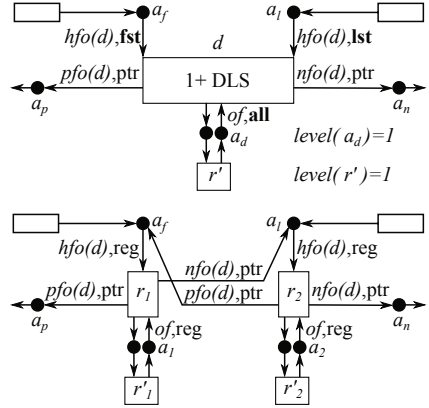 a_f a_l
hfo(d),fst d hfo(d),lst
pfo(d),ptr 1+ DLS nfo(d),ptr
a_p of,all a_n
a_d level( a_d)=1
r' level( r')=1
a_f a_l
hfo(d),reg nfo(d),ptr hfo(d),reg
pfo(d),ptr r_1 pfo(d),ptr r_2 nfo(d),ptr
a_p of,reg of,reg a_n
a_1 a_2
r'_1 r'_2